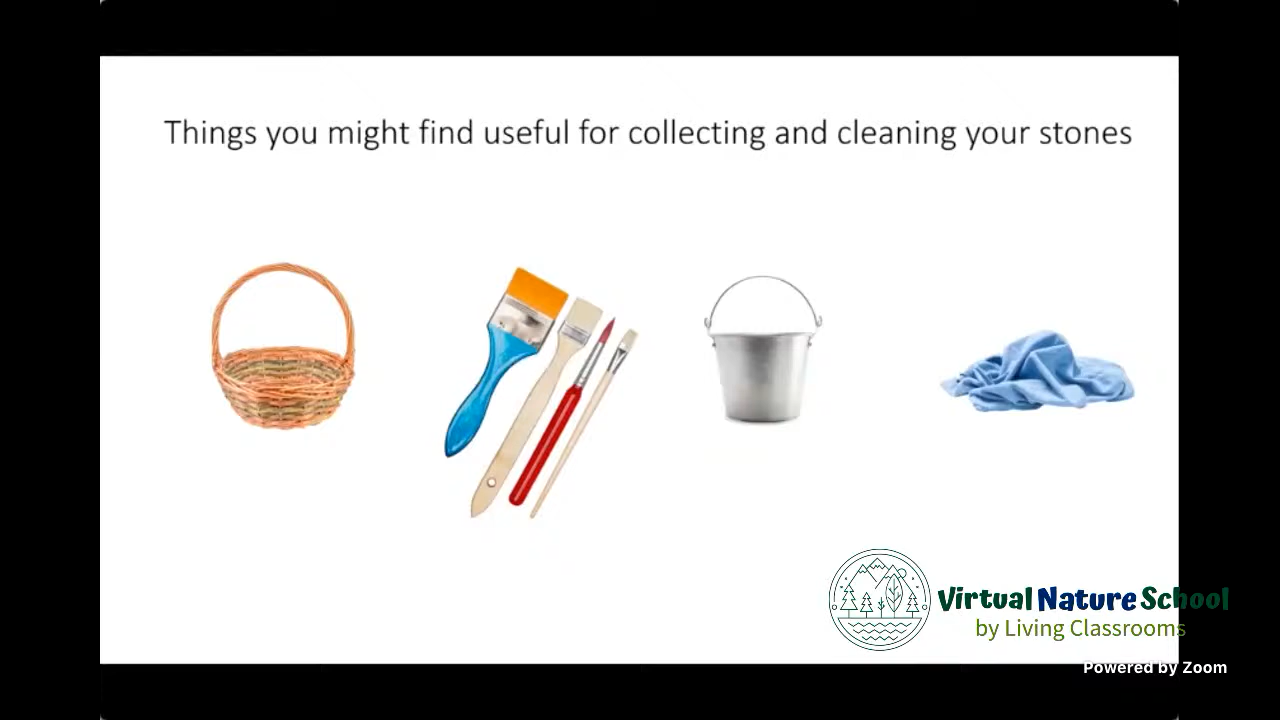 Things you might find useful for collecting and cleaning your stones
Virtual Nature School
by Living Classrooms
Powered by Zoom